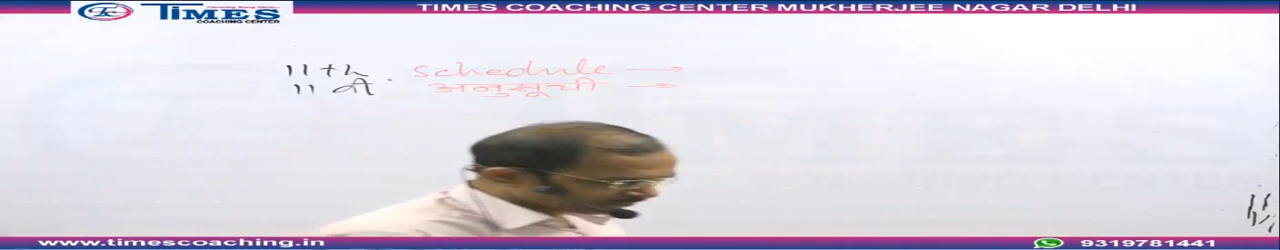 TIMES COACHING CENTER
TIMES COACHING CENTER MUKHERJEE NAGAR DELHI
11th schedule →
11 वी अनुसूची →
www.timescoaching.in
9319781441